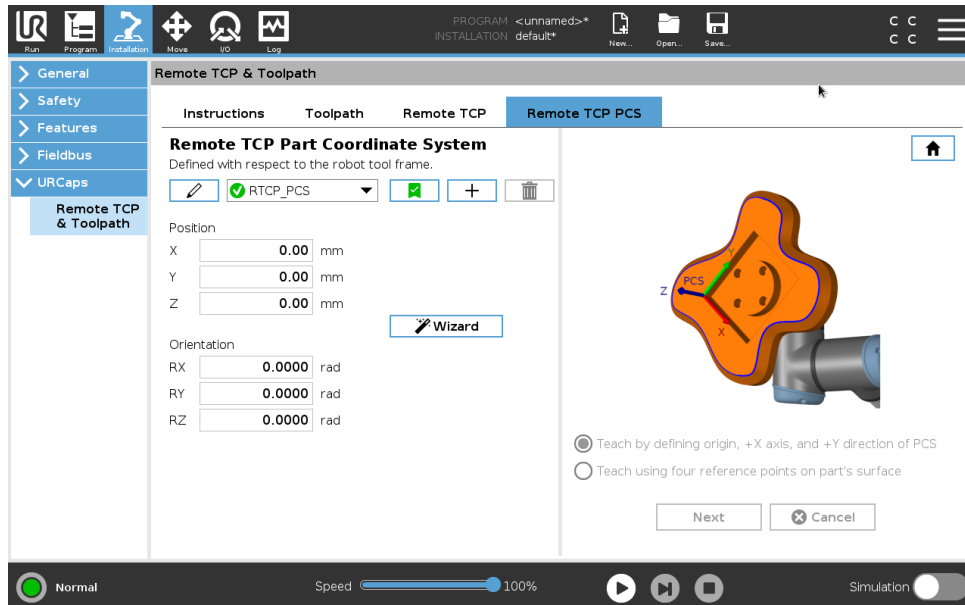 PROGRAM <unnamed>*
INSTALLATION default*
UR
Run
Program
Installation
Move
I/O
Log
New...
Open...
Save...
C C
C C
General
Safety
Features
Fieldbus
URCaps
Remote TCP
& Toolpath
Remote TCP & Toolpath
Instructions
Toolpath
Remote TCP
Remote TCP PCS
Remote TCP Part Coordinate System
Defined with respect to the robot tool frame.
RTCP_PCS
Position
X 0.00 mm
Y 0.00 mm
Z 0.00 mm
Wizard
Orientation
RX 0.0000 rad
RY 0.0000 rad
RZ 0.0000 rad
Y
PCS
Z
X
Teach by defining origin, +X axis, and +Y direction of PCS
Teach using four reference points on part's surface
Next
Cancel
Normal
Speed
100%
Simulation